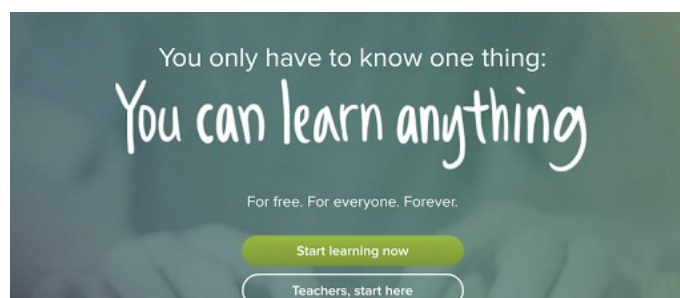 You only have to know one thing:
You can learn anything
For free. For everyone. Forever.
Start learning now
Teachers, start here